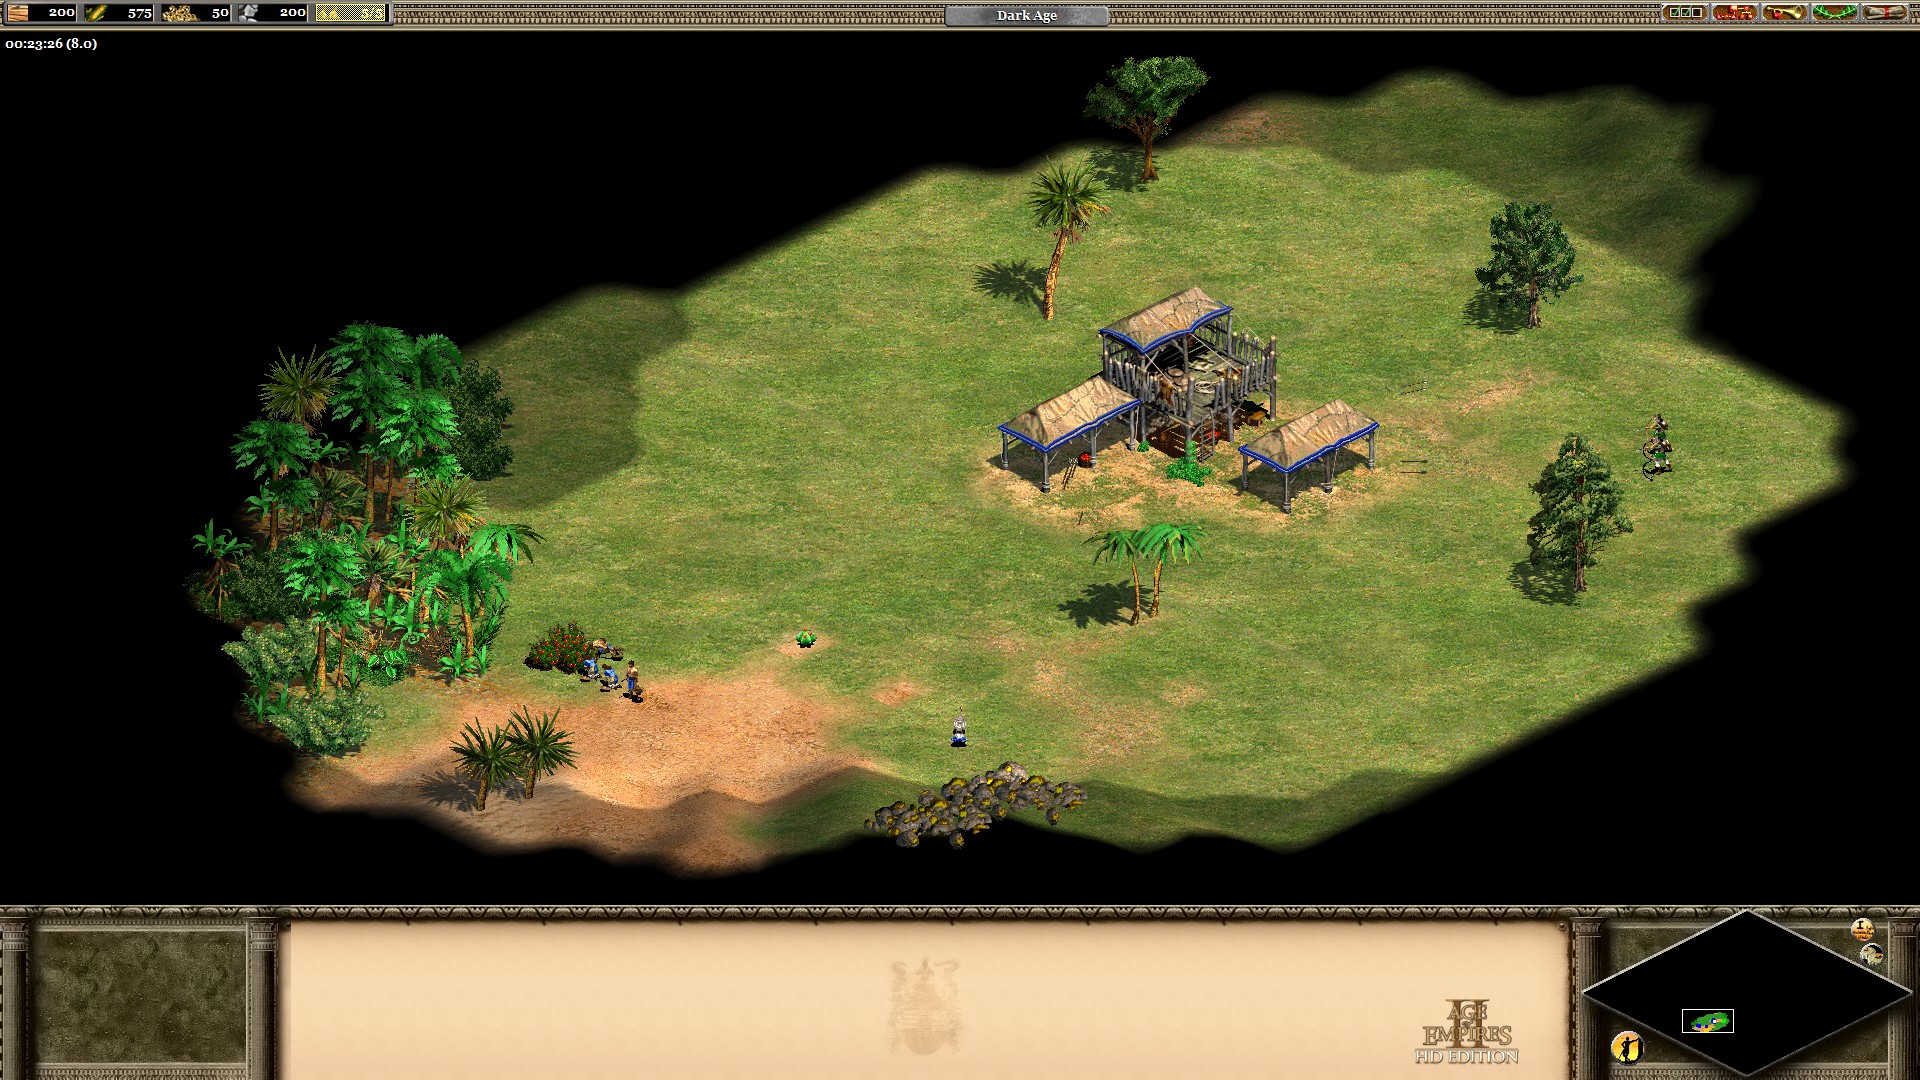 200 575 50 200
Dark Age
00:23:26 (8.0)
AGE
EMPIRES
II
HD EDITION